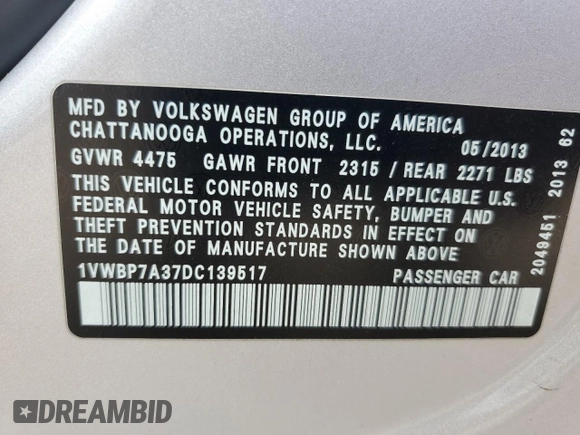 MFD BY VOLKSWAGEN GROUP OF AMERICA
CHATTANOOGA OPERATIONS, LLC. 05/2013
GVWR 4475 GAWR FRONT 2315 / REAR 2271 LBS
THIS VEHICLE CONFORMS TO ALL APPLICABLE U.S.
FEDERAL MOTOR VEHICLE SAFETY, BUMPER AND
THEFT PREVENTION STANDARDS IN EFFECT ON
THE DATE OF MANUFACTURE SHOWN ABOVE
1VWBP7A37DC139517 PASSENGER CAR
2049451 2013 62
DREAMBID